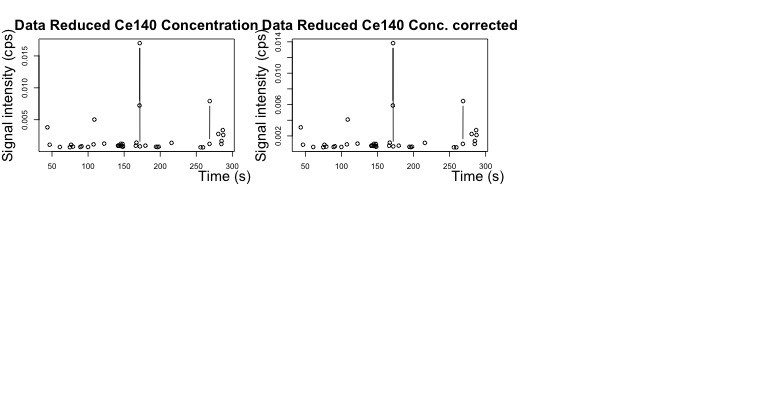 Data Reduced Ce140 Concentration
Signal intensity (cps)
0.015
0.010
0.005
50 100 150 200 250 300
Time (s)
Data Reduced Ce140 Conc. corrected
Signal intensity (cps)
0.014
0.010
0.006
0.002
50 100 150 200 250 300
Time (s)